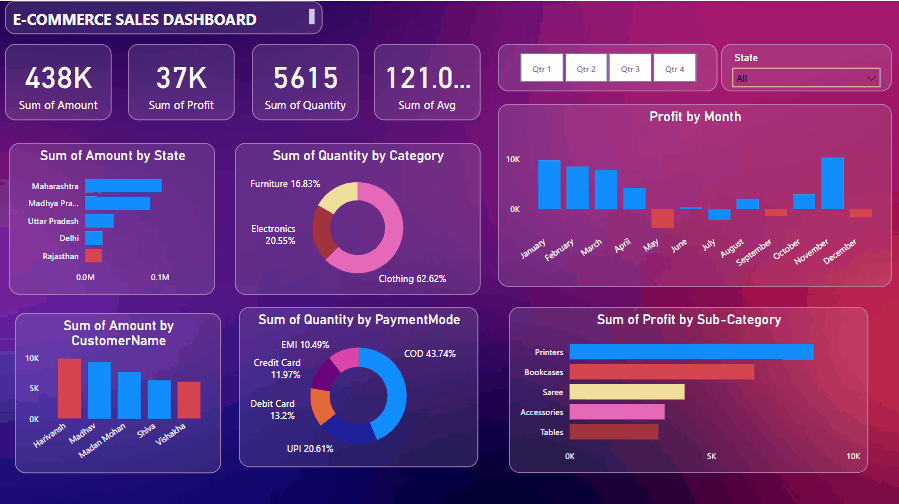 E-COMMERCE SALES DASHBOARD
438K
Sum of Amount
37K
Sum of Profit
5615
Sum of Quantity
121.0...
Sum of Avg
Qtr 1
Qtr 2
Qtr 3
Qtr 4
State
All
Sum of Amount by State
Maharashtra
Madhya Pra...
Uttar Pradesh
Delhi
Rajasthan
0.0M
0.1M
Sum of Quantity by Category
Furniture 16.83%
Electronics
20.55%
Clothing 62.62%
Profit by Month
10K
0K
January
February
March
April
May
June
July
August
September
October
November
December
Sum of Amount by
CustomerName
10K
5K
0K
Harivansh
Madhav
Madan Mohan
Shiva
Vishakha
Sum of Quantity by PaymentMode
EMI 10.49%
COD 43.74%
Credit Card
11.97%
Debit Card
13.2%
UPI 20.61%
Sum of Profit by Sub-Category
Printers
Bookcases
Saree
Accessories
Tables
0K
5K
10K